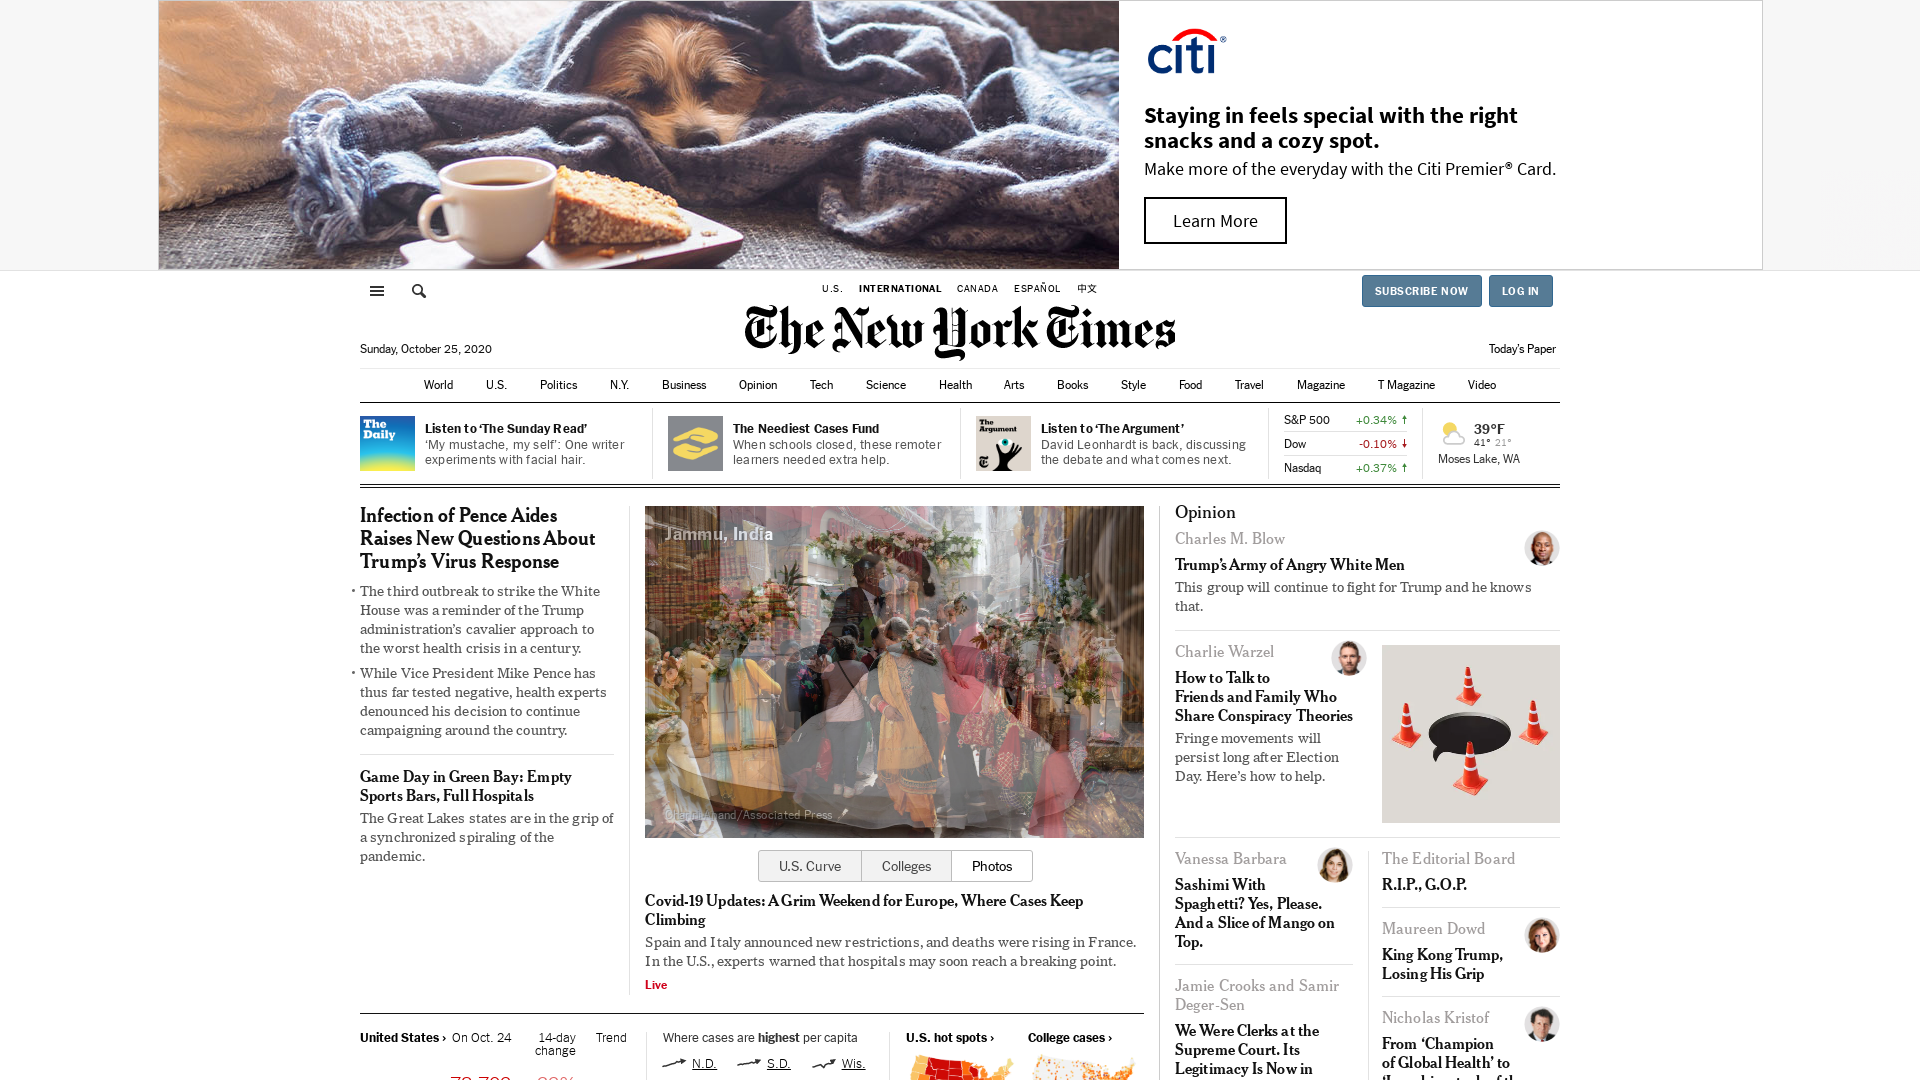 citi®
Staying in feels special with the right
snacks and a cozy spot.
Make more of the everyday with the Citi Premier® Card.
Learn More
U.S.
INTERNATIONAL
CANADA
ESPAÑOL
中文
SUBSCRIBE NOW
LOG IN
The New York Times
Sunday, October 25, 2020
Today's Paper
World
U.S.
Politics
N.Y.
Business
Opinion
Tech
Science
Health
Arts
Books
Style
Food
Travel
Magazine
T Magazine
Video
The
Daily
Listen to ‘The Sunday Read’
‘My mustache, my self’: One writer
experiments with facial hair.
The Neediest Cases Fund
When schools closed, these remoter
learners needed extra help.
The
Argument
Listen to ‘The Argument’
David Leonhardt is back, discussing
the debate and what comes next.
S&P 500 +0.34%
Dow -0.10%
Nasdaq +0.37%
39°F
41° 21°
Moses Lake, WA
Infection of Pence Aides
Raises New Questions About
Trump’s Virus Response
The third outbreak to strike the White
House was a reminder of the Trump
administration’s cavalier approach to
the worst health crisis in a century.
While Vice President Mike Pence has
thus far tested negative, health experts
denounced his decision to continue
campaigning around the country.
Game Day in Green Bay: Empty
Sports Bars, Full Hospitals
The Great Lakes states are in the grip of
a synchronized spiraling of the
pandemic.
Jammu, India
Anand/Associated Press
U.S. Curve
Colleges
Photos
Covid-19 Updates: A Grim Weekend for Europe, Where Cases Keep
Climbing
Spain and Italy announced new restrictions, and deaths were rising in France.
In the U.S., experts warned that hospitals may soon reach a breaking point.
Live
Opinion
Charles M. Blow
Trump’s Army of Angry White Men
This group will continue to fight for Trump and he knows
that.
Charlie Warzel
How to Talk to
Friends and Family Who
Share Conspiracy Theories
Fringe movements will
persist long after Election
Day. Here’s how to help.
Vanessa Barbara
Sashimi With
Spaghetti? Yes, Please.
And a Slice of Mango on
Top.
Jamie Crooks and Samir
Deger-Sen
We Were Clerks at the
Supreme Court. Its
Legitimacy Is Now in
The Editorial Board
R.I.P., G.O.P.
Maureen Dowd
King Kong Trump,
Losing His Grip
Nicholas Kristof
From ‘Champion
of Global Health’ to
United States ›
On Oct. 24
14-day
change
Trend
Where cases are highest per capita
N.D.
S.D.
Wis.
U.S. hot spots ›
College cases ›